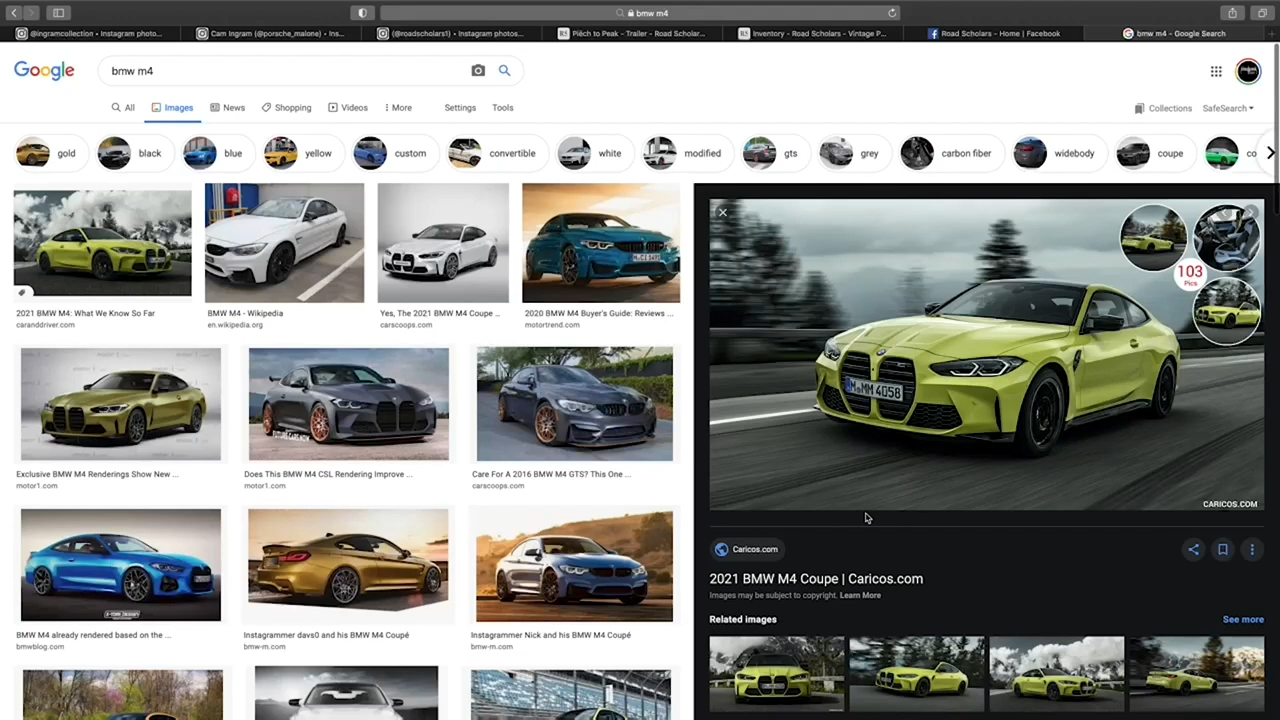 bmw m4
@ingramcollection • Instagram photo...
Cam Ingram (@porsche_malone) • Ins...
(@roadscholars1) • Instagram photos...
Piëch to Peak - Trailer - Road Scholar...
Inventory - Road Scholars - Vintage P...
Road Scholars - Home | Facebook
bmw m4 - Google Search
Google
bmw m4
All
Images
News
Shopping
Videos
More
Settings
Tools
Collections
SafeSearch
gold
black
blue
yellow
custom
convertible
white
modified
gts
grey
carbon fiber
widebody
coupe
co
2021 BMW M4: What We Know So Far
caranddriver.com
BMW M4 - Wikipedia
en.wikipedia.org
Yes, The 2021 BMW M4 Coupe ...
carscoops.com
2020 BMW M4 Buyer's Guide: Reviews ...
motortrend.com
103
Pics
M MM 4058
CARICOS.COM
Exclusive BMW M4 Renderings Show New ...
motor1.com
FUTURE CARS NOW
Does This BMW M4 CSL Rendering Improve ...
motor1.com
Care For A 2016 BMW M4 GTS? This One ...
carscoops.com
BMW M4 already rendered based on the ...
bmwblog.com
Instagrammer davs0 and his BMW M4 Coupé
bmw-m.com
Instagrammer Nick and his BMW M4 Coupé
bmw-m.com
Caricos.com
2021 BMW M4 Coupe | Caricos.com
Images may be subject to copyright. Learn More
Related images
See more